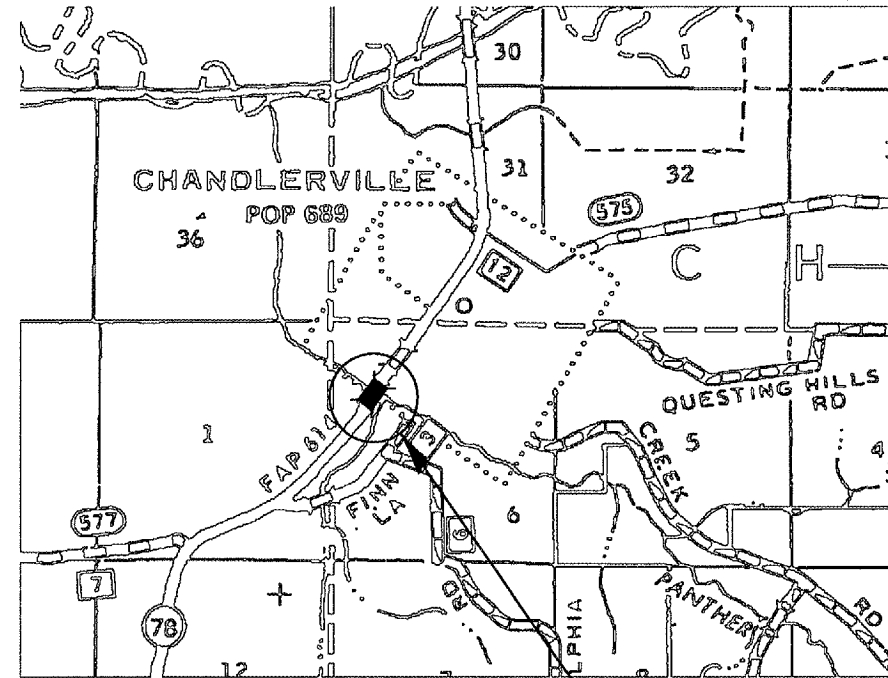 30
31
32
CHANDLERVILLE
POP 689
36
575
C H
12
QUESTING HILLS
RD
1
FAP 614
3
CREEK
5
4
FINN
LA
6
577
6
7
RD
PANTHER
RD
78
LPHIA
12